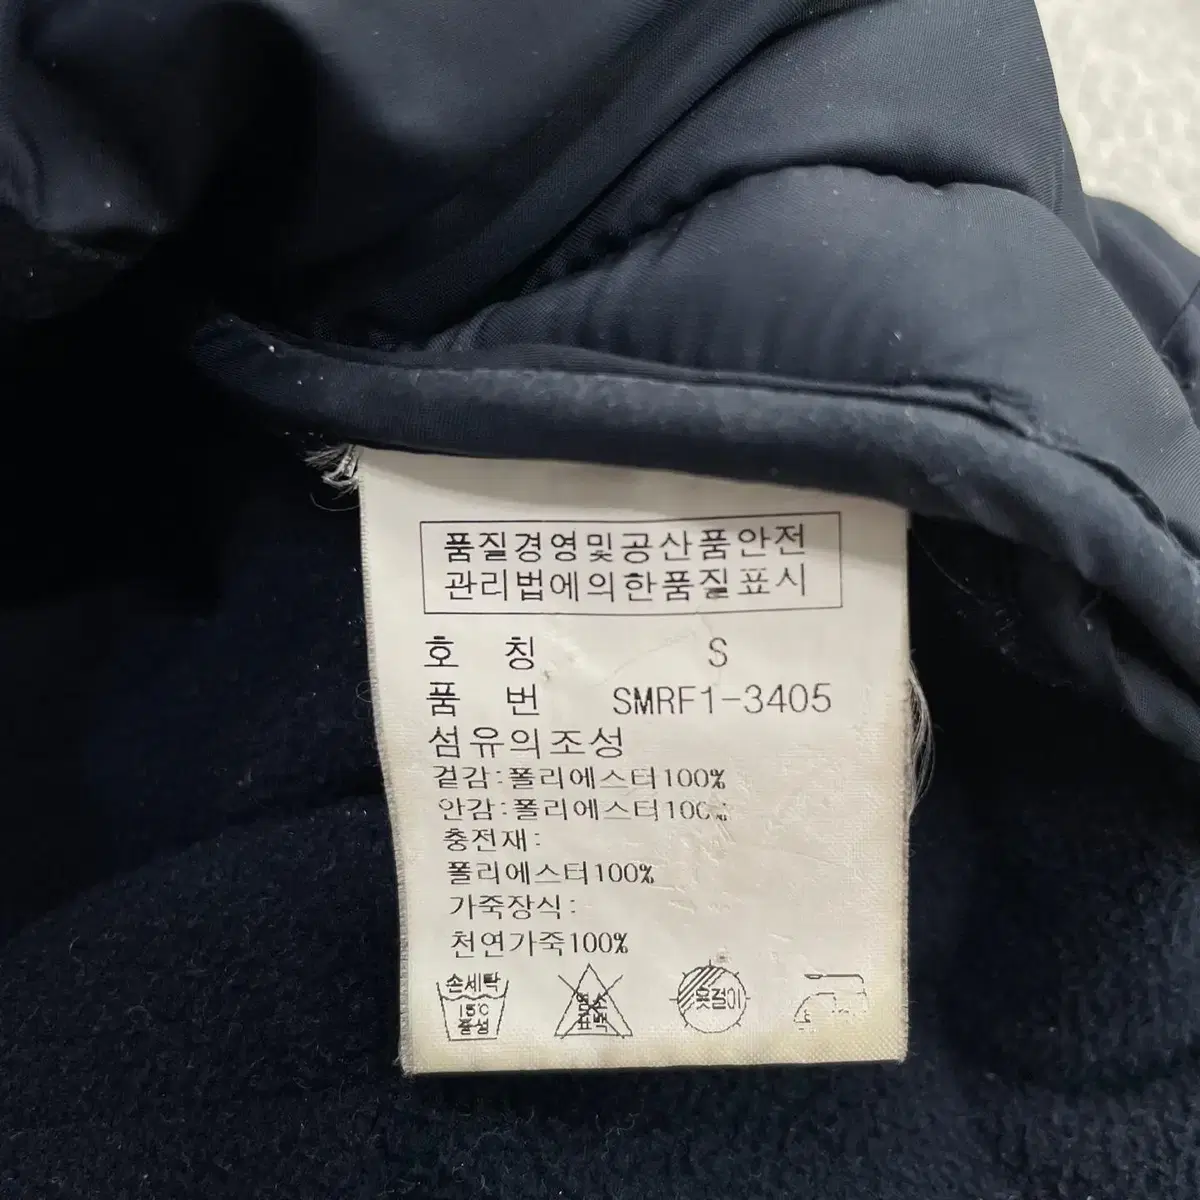 품질경영및공산품안전
관리법에의한품질표시
호 칭 S
품 번 SMRF1-3405
섬유의조성
겉감:폴리에스터100%
안감:폴리에스터100%
충전재:
폴리에스터100%
가죽장식:
천연가죽100%
손세탁 염소 옷걸이
15℃ 표백
중성